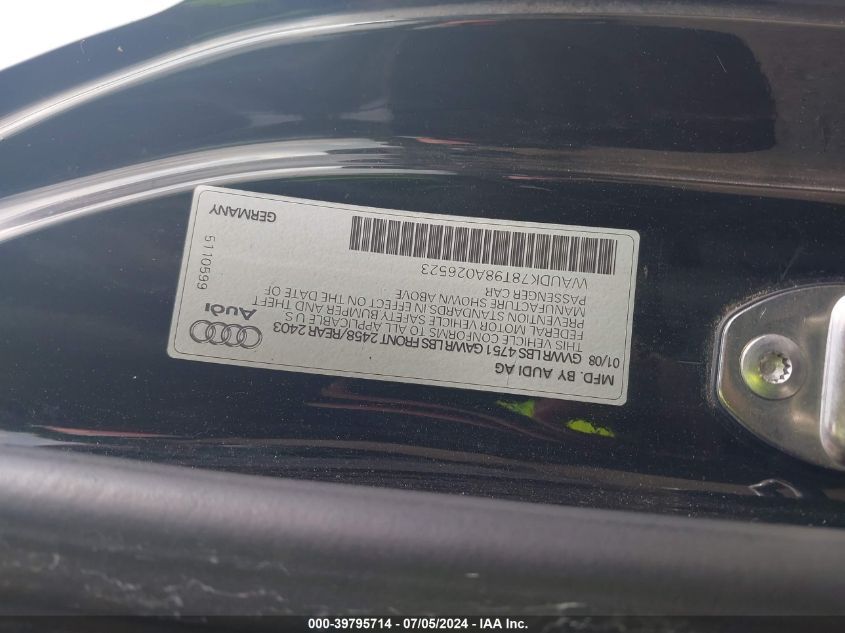 MFD. BY AUDI AG
01/08 GVWR LBS 4751 GAWR LBS FRONT 2458/REAR 2403
THIS VEHICLE CONFORMS TO ALL APPLICABLE U.S.
FEDERAL MOTOR VEHICLE SAFETY BUMPER AND THEFT
PREVENTION STANDARDS IN EFFECT ON THE DATE OF
MANUFACTURE SHOWN ABOVE
PASSENGER CAR
WAUDK78T98A026523
Audi
5110599
GERMANY
000-39795714 - 07/05/2024 - IAA Inc.